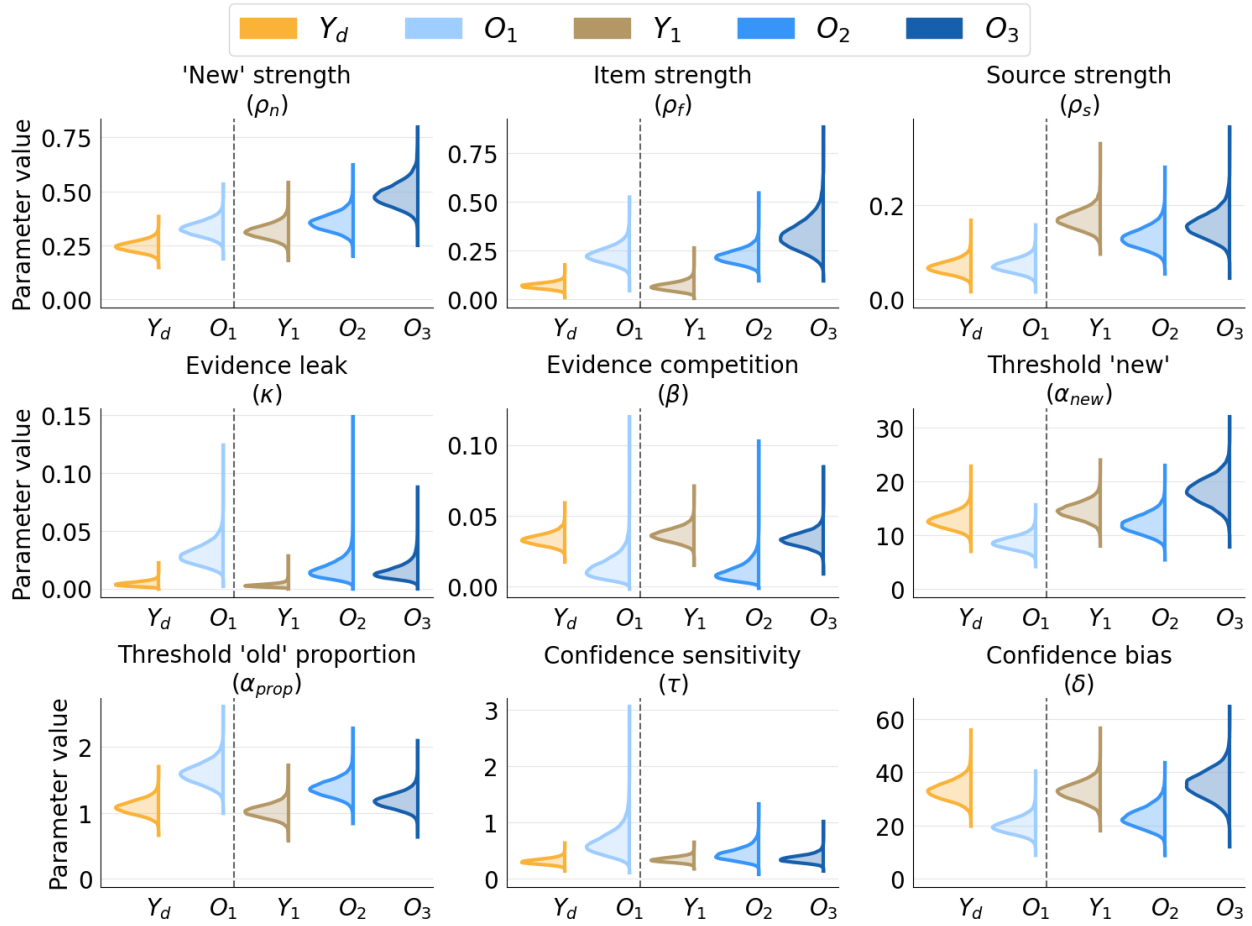 Y_d O_1 Y_1 O_2 O_3
'New' strength Item strength Source strength
(ρ_n) (ρ_f) (ρ_s)
Parameter value
0.75
0.50
0.25
0.00
Y_d O_1 Y_1 O_2 O_3
0.75
0.50
0.25
0.00
Y_d O_1 Y_1 O_2 O_3
0.2
0.0
Y_d O_1 Y_1 O_2 O_3
Evidence leak Evidence competition Threshold 'new'
(κ) (β) (α_new)
Parameter value
0.15
0.10
0.05
0.00
Y_d O_1 Y_1 O_2 O_3
0.10
0.05
0.00
Y_d O_1 Y_1 O_2 O_3
30
20
10
0
Y_d O_1 Y_1 O_2 O_3
Threshold 'old' proportion Confidence sensitivity Confidence bias
(α_prop) (τ) (δ)
Parameter value
2
1
0
Y_d O_1 Y_1 O_2 O_3
3
2
1
0
Y_d O_1 Y_1 O_2 O_3
60
40
20
0
Y_d O_1 Y_1 O_2 O_3